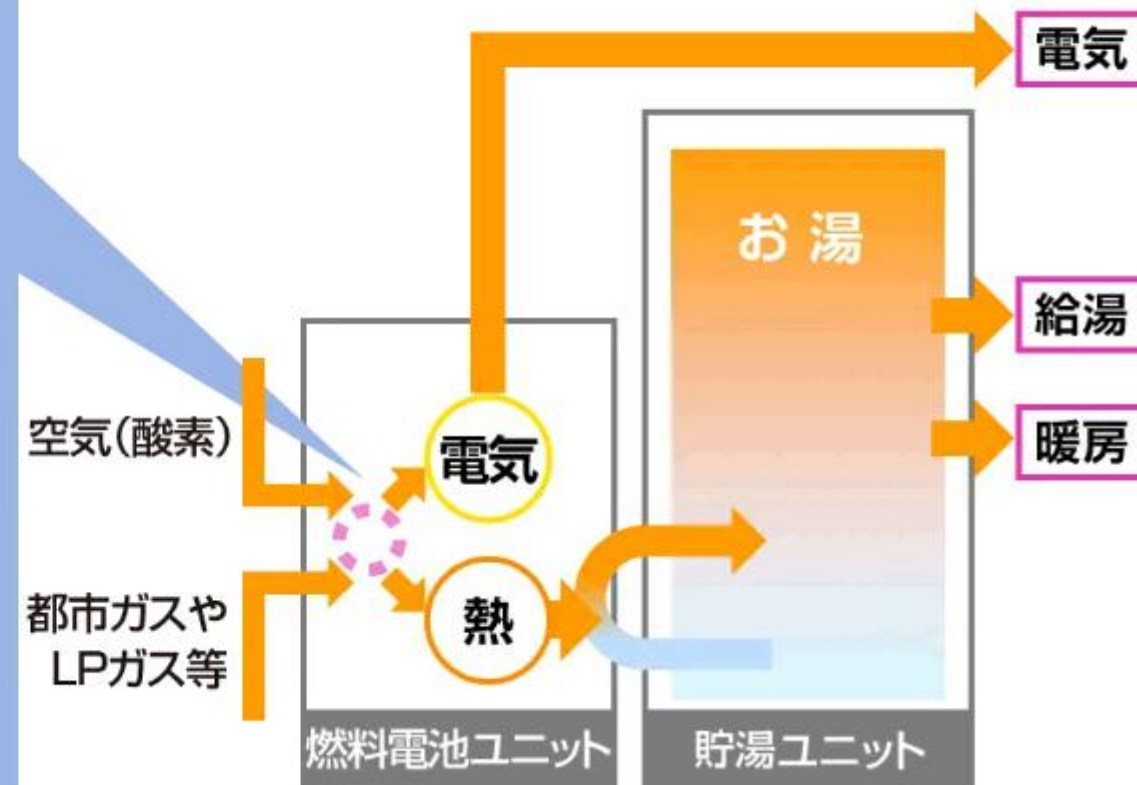 電気
お湯
給湯
暖房
空気(酸素)
電気
都市ガスや
LPガス等
熱
燃料電池ユニット
貯湯ユニット